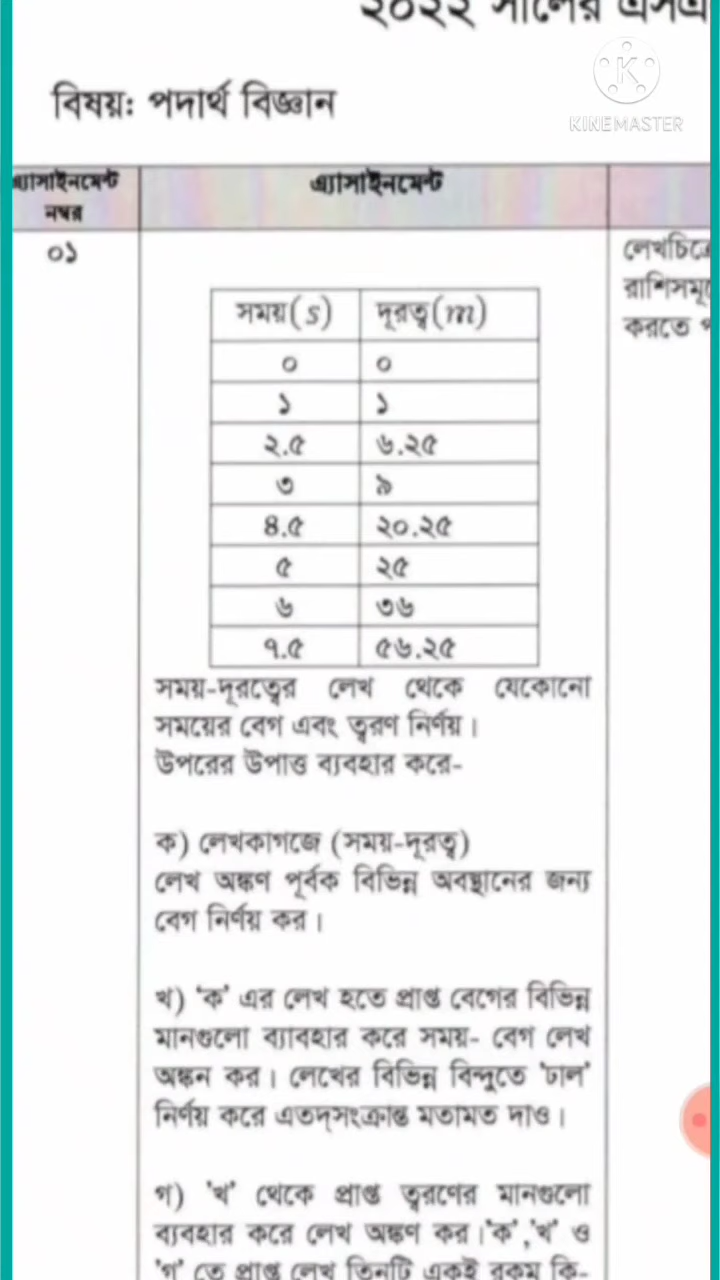 ২০২২ সালের এসএ
KINEMASTER
বিষয়: পদার্থ বিজ্ঞান
এ্যাসাইনমেন্ট নম্বর
এ্যাসাইনমেন্ট
০১
সময়(s) দূরত্ব(m)
০ ০
১ ১
২.৫ ৬.২৫
৩ ৯
৪.৫ ২০.২৫
৫ ২৫
৬ ৩৬
৭.৫ ৫৬.২৫
সময়-দূরত্বের লেখ থেকে যেকোনো
সময়ের বেগ এবং ত্বরণ নির্ণয়।
উপরের উপাত্ত ব্যবহার করে-
ক) লেখকাগজে (সময়-দূরত্ব)
লেখ অঙ্কণ পূর্বক বিভিন্ন অবস্থানের জন্য
বেগ নির্ণয় কর।
খ) 'ক' এর লেখ হতে প্রাপ্ত বেগের বিভিন্ন
মানগুলো ব্যাবহার করে সময়- বেগ লেখ
অঙ্কন কর। লেখের বিভিন্ন বিন্দুতে 'ঢাল'
নির্ণয় করে এতদ্সংক্রান্ত মতামত দাও।
গ) 'খ' থেকে প্রাপ্ত ত্বরণের মানগুলো
ব্যবহার করে লেখ অঙ্কণ কর।'ক','খ' ও
'গ' তে প্রাপ্ত লেখ তিনটি একই রকম কি-
লেখচিত্রে
রাশিসমূ
করতে